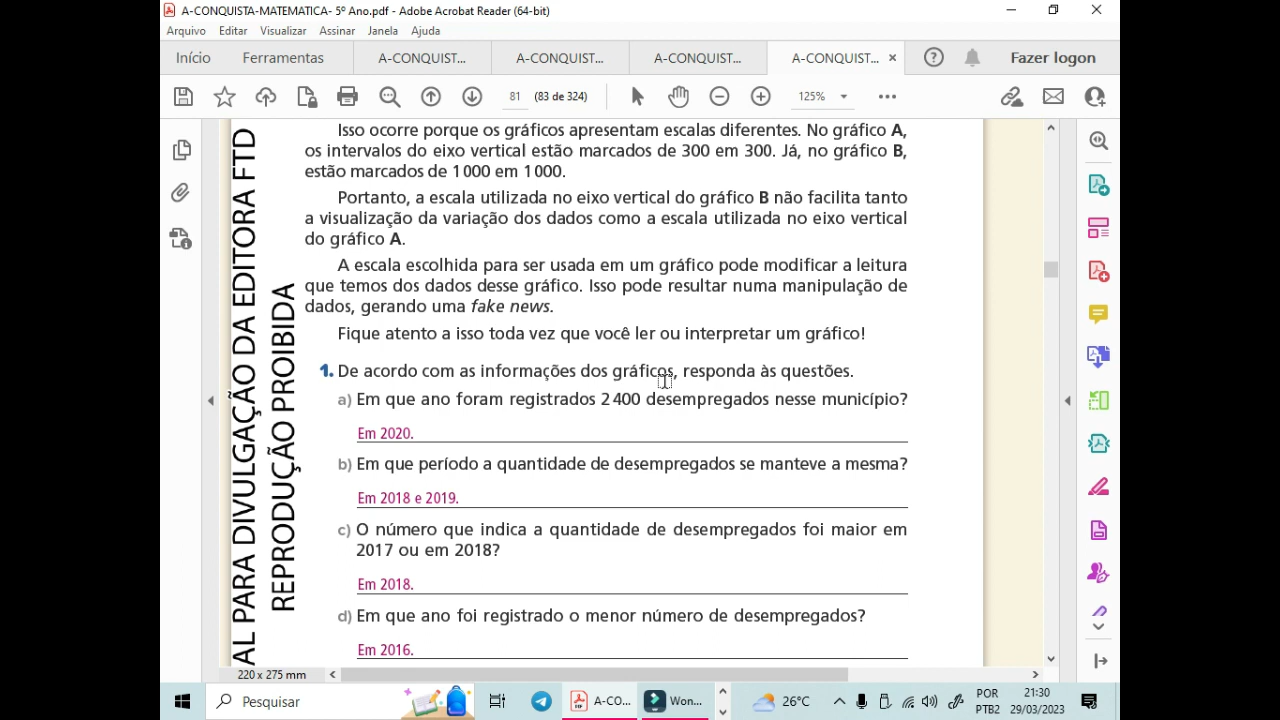 A-CONQUISTA-MATEMATICA- 5º Ano.pdf - Adobe Acrobat Reader (64-bit)
Arquivo Editar Visualizar Assinar Janela Ajuda
Início Ferramentas A-CONQUIST... A-CONQUIST... A-CONQUIST... A-CONQUIST... × Fazer logon
81 (83 de 324) 125%
Isso ocorre porque os gráficos apresentam escalas diferentes. No gráfico A,
os intervalos do eixo vertical estão marcados de 300 em 300. Já, no gráfico B,
estão marcados de 1 000 em 1 000.
Portanto, a escala utilizada no eixo vertical do gráfico B não facilita tanto
a visualização da variação dos dados como a escala utilizada no eixo vertical
do gráfico A.
A escala escolhida para ser usada em um gráfico pode modificar a leitura
que temos dos dados desse gráfico. Isso pode resultar numa manipulação de
dados, gerando uma fake news.
Fique atento a isso toda vez que você ler ou interpretar um gráfico!
1. De acordo com as informações dos gráficos, responda às questões.
a) Em que ano foram registrados 2 400 desempregados nesse município?
Em 2020.
b) Em que período a quantidade de desempregados se manteve a mesma?
Em 2018 e 2019.
c) O número que indica a quantidade de desempregados foi maior em
2017 ou em 2018?
Em 2018.
d) Em que ano foi registrado o menor número de desempregados?
Em 2016.
AL PARA DIVULGAÇÃO DA EDITORA FTD
REPRODUÇÃO PROIBIDA
220 x 275 mm
Pesquisar A-CO... Won... 26°C POR 21:30
PTB2 29/03/2023